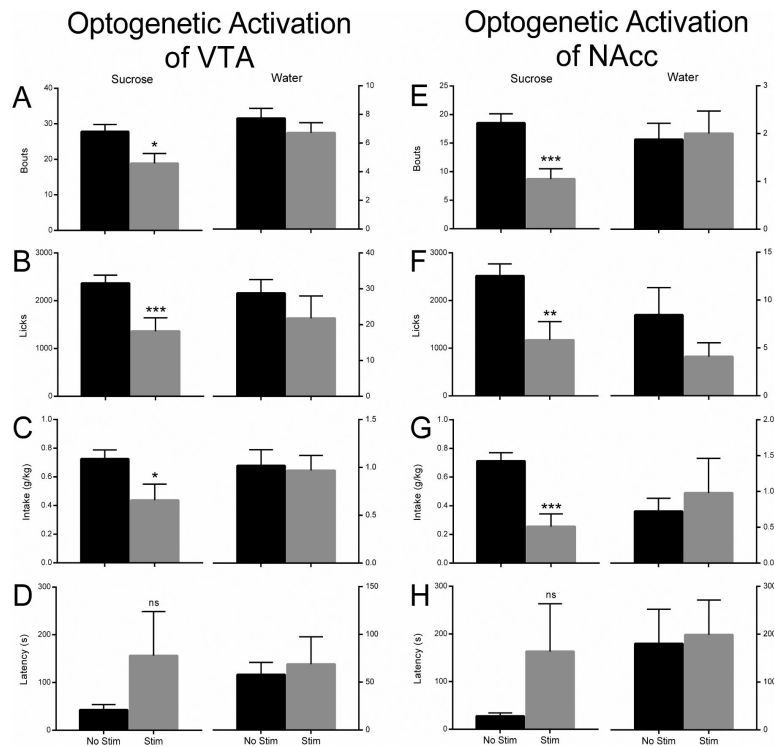 Optogenetic Activation
of VTA
Optogenetic Activation
of NAcc
Sucrose
Water
Sucrose
Water
A
Bouts
40
30
20
10
0
*
10
8
6
4
2
0
E
Bouts
25
20
15
10
5
0
***
3
2
1
0
B
Licks
3000
2000
1000
0
***
40
30
20
10
0
F
Licks
3000
2000
1000
0
**
15
10
5
0
C
Intake (g/kg)
1.0
0.8
0.6
0.4
0.2
0.0
*
1.5
1.0
0.5
0.0
G
Intake (g/kg)
1.0
0.8
0.6
0.4
0.2
0.0
***
2.0
1.5
1.0
0.5
0.0
D
Latency (s)
300
200
100
0
ns
150
100
50
0
H
Latency (s)
300
200
100
0
ns
300
200
100
0
No Stim Stim
No Stim Stim
No Stim Stim
No Stim Stim